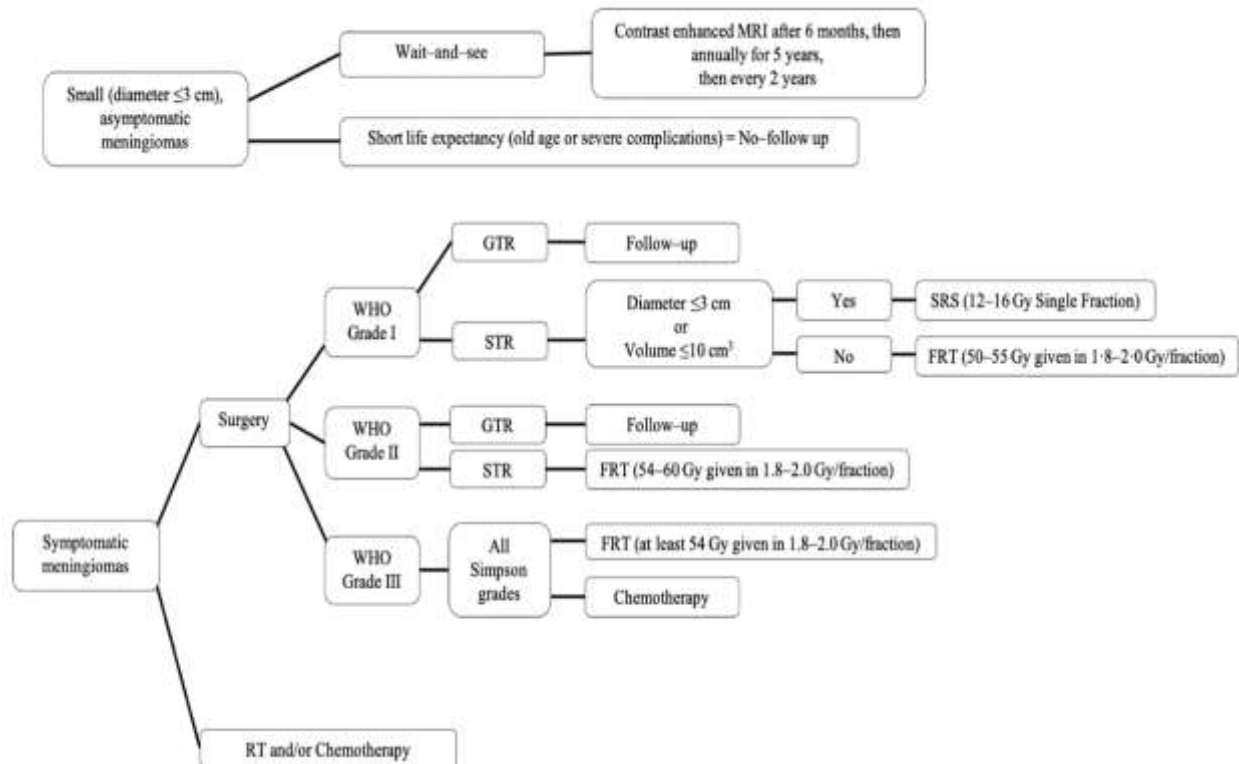 Small (diameter ≤3 cm),
asymptomatic
meningiomas
Wait–and–see
Contrast enhanced MRI after 6 months, then
annually for 5 years,
then every 2 years
Short life expectancy (old age or severe complications) = No–follow up
Symptomatic
meningiomas
Surgery
WHO
Grade I
GTR
Follow–up
STR
Diameter ≤3 cm
or
Volume ≤10 cm³
Yes
SRS (12–16 Gy Single Fraction)
No
FRT (50–55 Gy given in 1·8–2·0 Gy/fraction)
WHO
Grade II
GTR
Follow–up
STR
FRT (54–60 Gy given in 1.8–2.0 Gy/fraction)
WHO
Grade III
All
Simpson
grades
FRT (at least 54 Gy given in 1.8–2.0 Gy/fraction)
Chemotherapy
RT and/or Chemotherapy